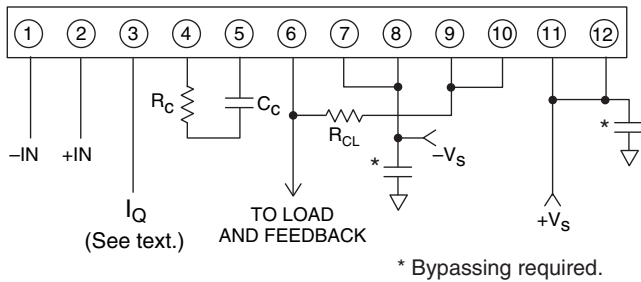 1 2 3 4 5 6 7 8 9 10 11 12
RC CC
RCL
* –VS *
–IN +IN
IQ
(See text.)
TO LOAD
AND FEEDBACK
+VS
* Bypassing required.